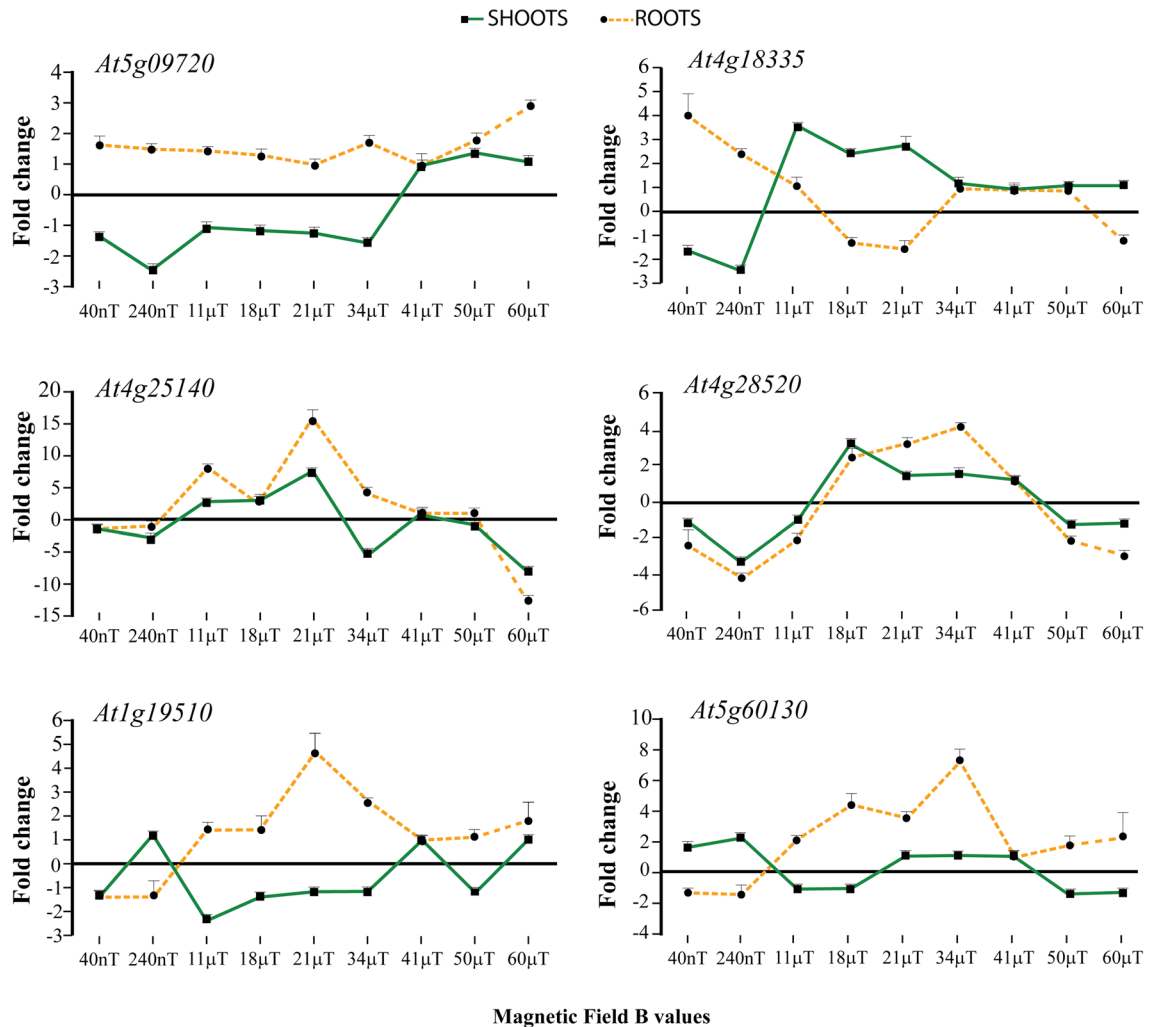 SHOOTS ROOTS
At5g09720
Fold change
4
3
2
1
0
-1
-2
-3
40nT 240nT 11µT 18µT 21µT 34µT 41µT 50µT 60µT
At4g18335
Fold change
6
5
4
3
2
1
0
-1
-2
-3
40nT 240nT 11µT 18µT 21µT 34µT 41µT 50µT 60µT
At4g25140
Fold change
20
15
10
5
0
-5
-10
-15
40nT 240nT 11µT 18µT 21µT 34µT 41µT 50µT 60µT
At4g28520
Fold change
6
4
2
0
-2
-4
-6
40nT 240nT 11µT 18µT 21µT 34µT 41µT 50µT 60µT
At1g19510
Fold change
6
5
4
3
2
1
0
-1
-2
-3
40nT 240nT 11µT 18µT 21µT 34µT 41µT 50µT 60µT
At5g60130
Fold change
10
8
6
4
2
0
-2
-4
40nT 240nT 11µT 18µT 21µT 34µT 41µT 50µT 60µT
Magnetic Field B values